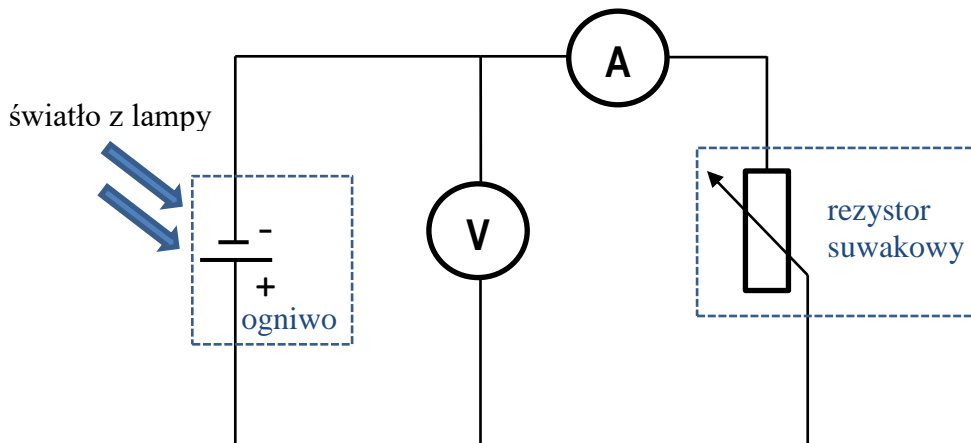 A
światło z lampy
V
rezystor
suwakowy
-
+
ogniwo